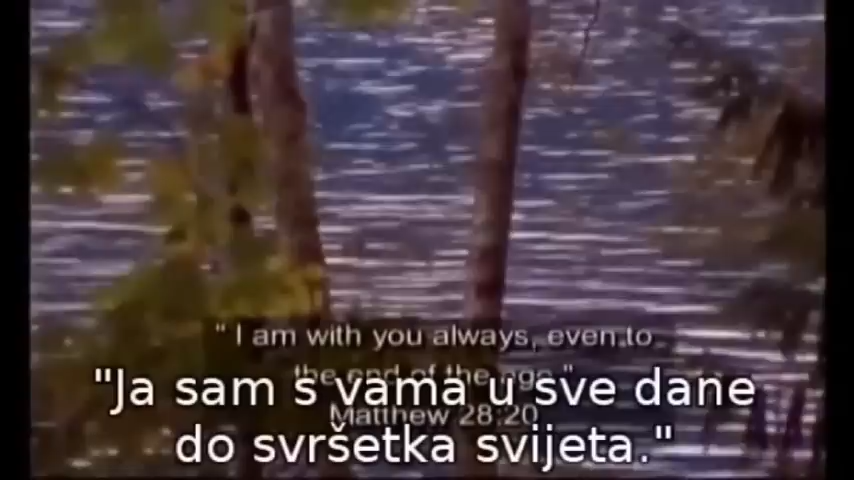 " I am with you always, even to
the end of the age "
Matthew 28:20
"Ja sam s vama u sve dane
do svršetka svijeta."